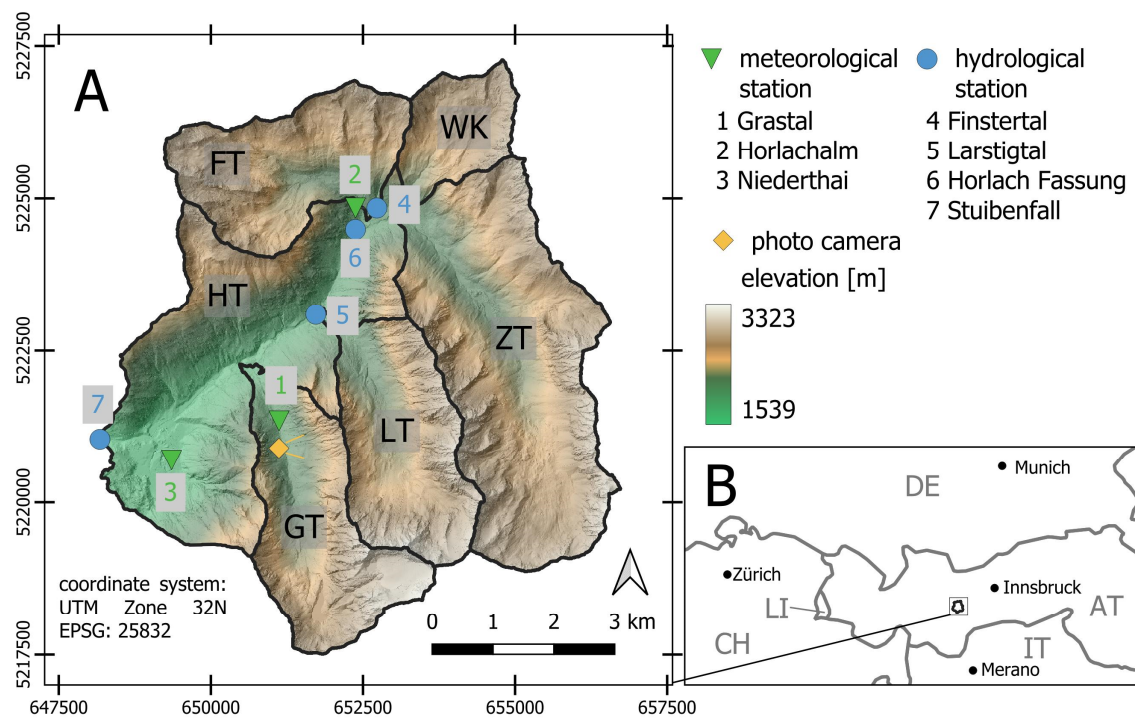 5227500
5225000
5222500
5220000
5217500
A
WK
FT
2
4
6
HT
5
ZT
1
7
LT
3
GT
coordinate system:
UTM Zone 32N
EPSG: 25832
0 1 2 3 km
647500 650000 652500 655000 657500
meteorological
station
1 Grastal
2 Horlachalm
3 Niederthai
hydrological
station
4 Finstertal
5 Larstigtal
6 Horlach Fassung
7 Stuibenfall
photo camera
elevation [m]
3323
1539
B
DE
Munich
Zürich
Innsbruck
LI
AT
CH
IT
Merano